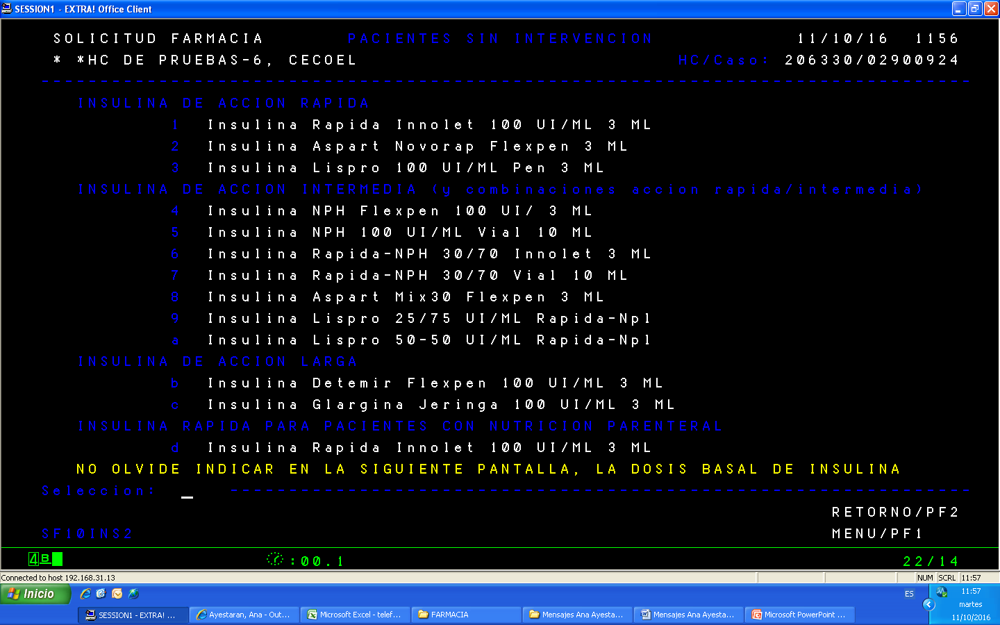 SESSION1 - EXTRA! Office Client
SOLICITUD FARMACIA PACIENTES SIN INTERVENCION 11/10/16 1156
* *HC DE PRUEBAS-6, CECOEL HC/Caso: 206330/02900924
INSULINA DE ACCION RAPIDA
1 Insulina Rapida Innolet 100 UI/ML 3 ML
2 Insulina Aspart Novorap Flexpen 3 ML
3 Insulina Lispro 100 UI/ML Pen 3 ML
INSULINA DE ACCION INTERMEDIA (y combinaciones accion rapida/intermedia)
4 Insulina NPH Flexpen 100 UI/ 3 ML
5 Insulina NPH 100 UI/ML Vial 10 ML
6 Insulina Rapida-NPH 30/70 Innolet 3 ML
7 Insulina Rapida-NPH 30/70 Vial 10 ML
8 Insulina Aspart Mix30 Flexpen 3 ML
9 Insulina Lispro 25/75 UI/ML Rapida-Npl
a Insulina Lispro 50-50 UI/ML Rapida-Npl
INSULINA DE ACCION LARGA
b Insulina Detemir Flexpen 100 UI/ML 3 ML
c Insulina Glargina Jeringa 100 UI/ML 3 ML
INSULINA RAPIDA PARA PACIENTES CON NUTRICION PARENTERAL
d Insulina Rapida Innolet 100 UI/ML 3 ML
NO OLVIDE INDICAR EN LA SIGUIENTE PANTALLA, LA DOSIS BASAL DE INSULINA
Seleccion:
RETORNO/PF2
SF10INS2 MENU/PF1
4B :00.1 22/14
Connected to host 192.168.31.13 NUM SCRL 11:57
Inicio ES 11:57
martes
SESSION1 - EXTRA! ... Ayestaran, Ana - Out... Microsoft Excel - telef... FARMACIA Mensajes Ana Ayesta... Mensajes Ana Ayesta... Microsoft PowerPoint ... 11/10/2016